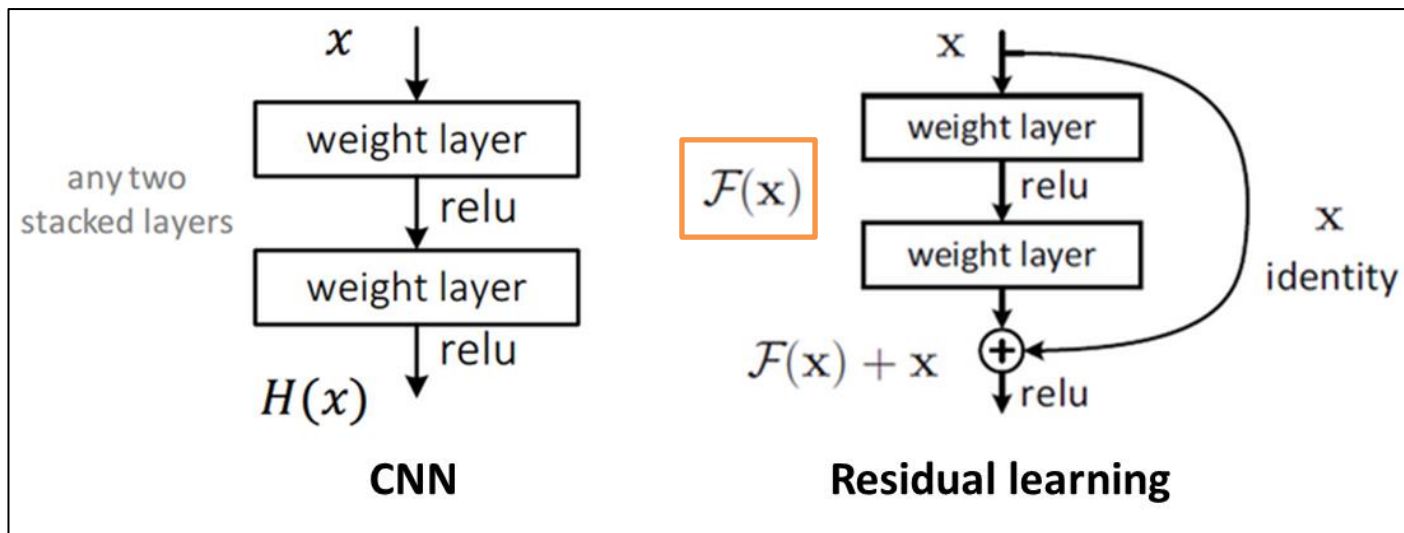 x
weight layer
any two
stacked layers
relu
weight layer
relu
H(x)
CNN
x
weight layer
F(x)
relu
weight layer
x
identity
F(x) + x
+
relu
Residual learning